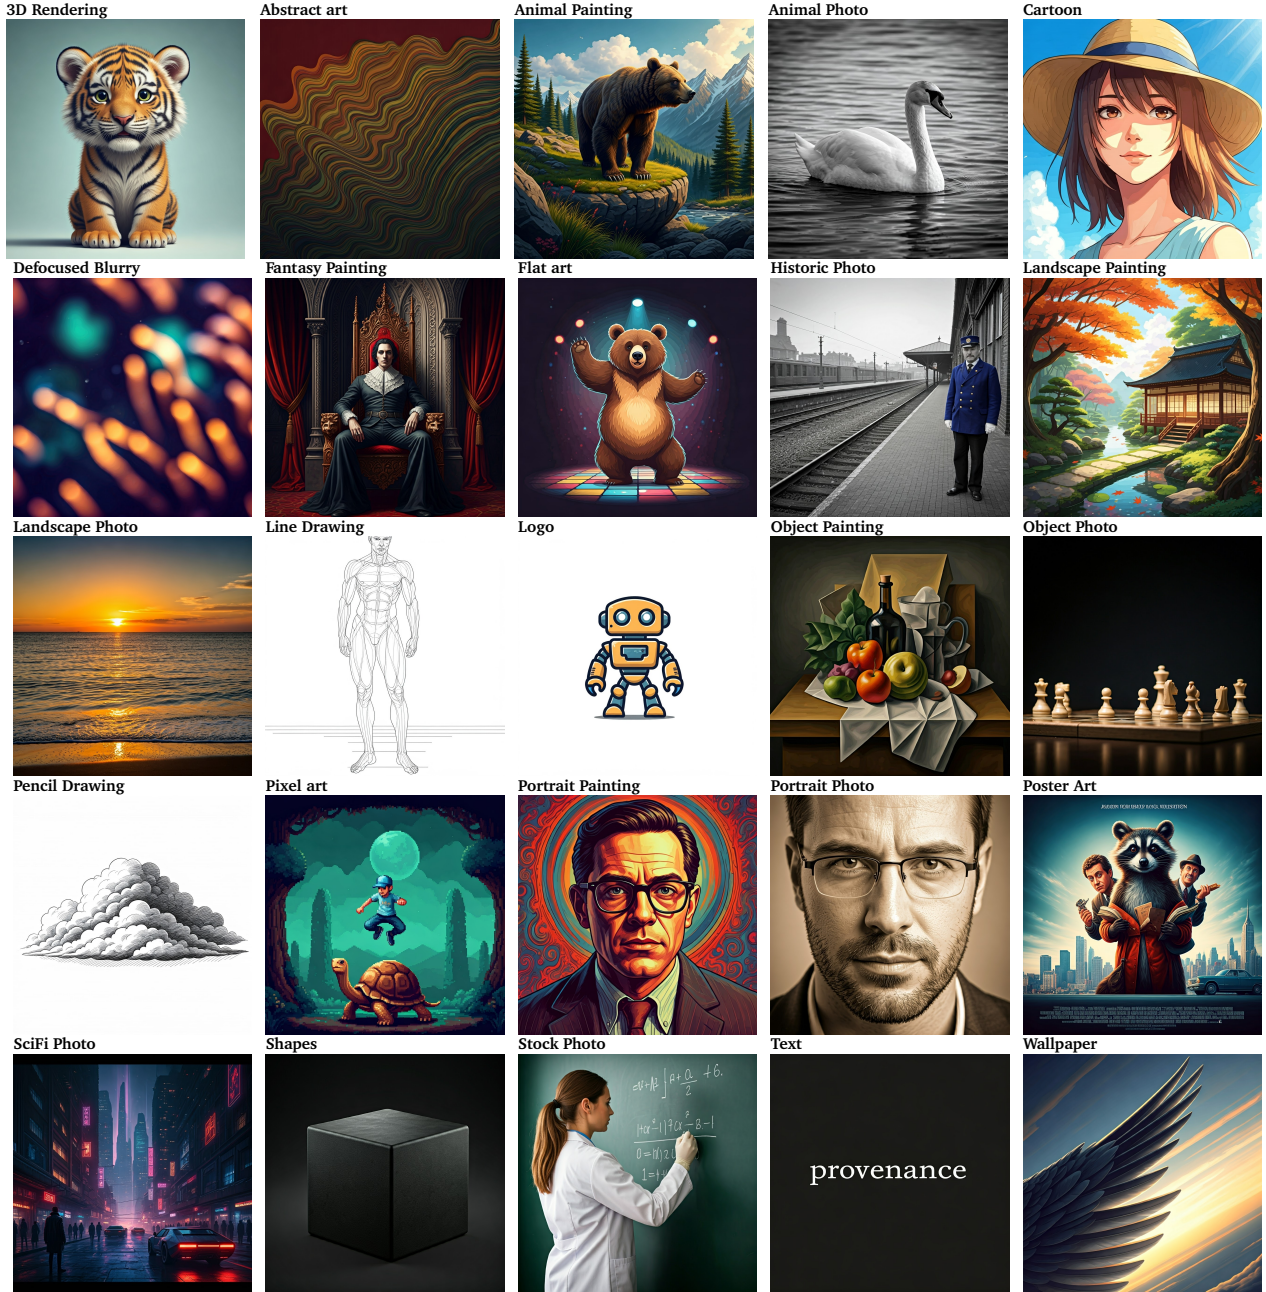 3D Rendering
Abstract art
Animal Painting
Animal Photo
Cartoon
Defocused Blurry
Fantasy Painting
Flat art
Historic Photo
Landscape Painting
Landscape Photo
Line Drawing
Logo
Object Painting
Object Photo
Pencil Drawing
Pixel art
Portrait Painting
Portrait Photo
Poster Art
SciFi Photo
Shapes
Stock Photo
Text
Wallpaper
provenance